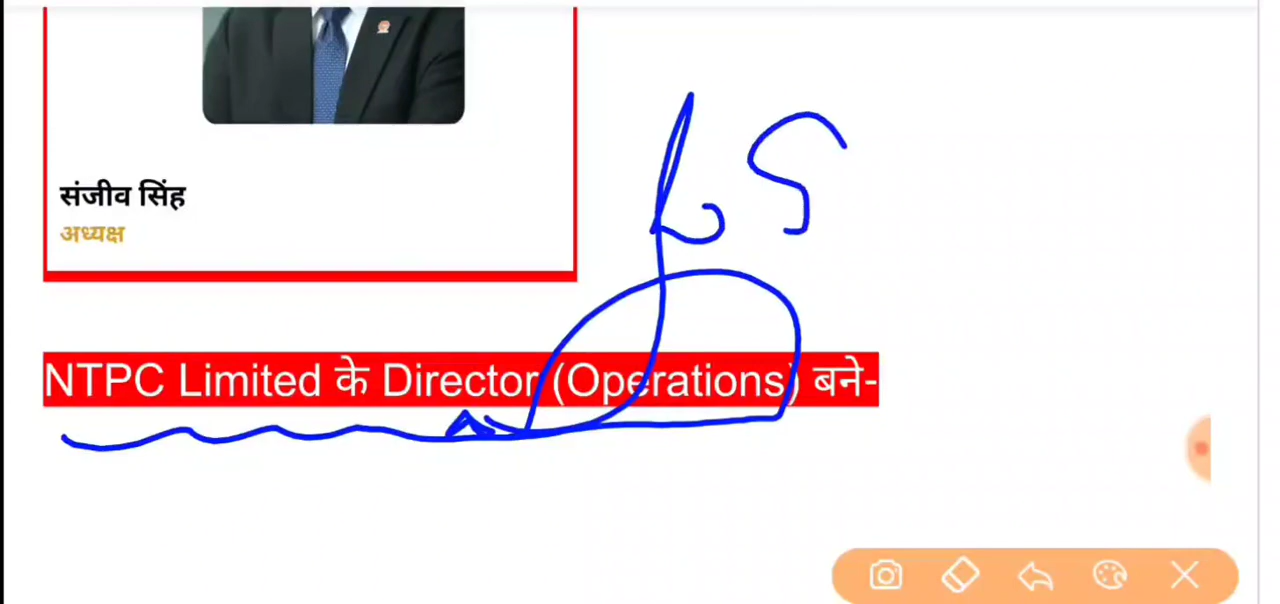 संजीव सिंह
अध्यक्ष
NTPC Limited के Director (Operations) बने-